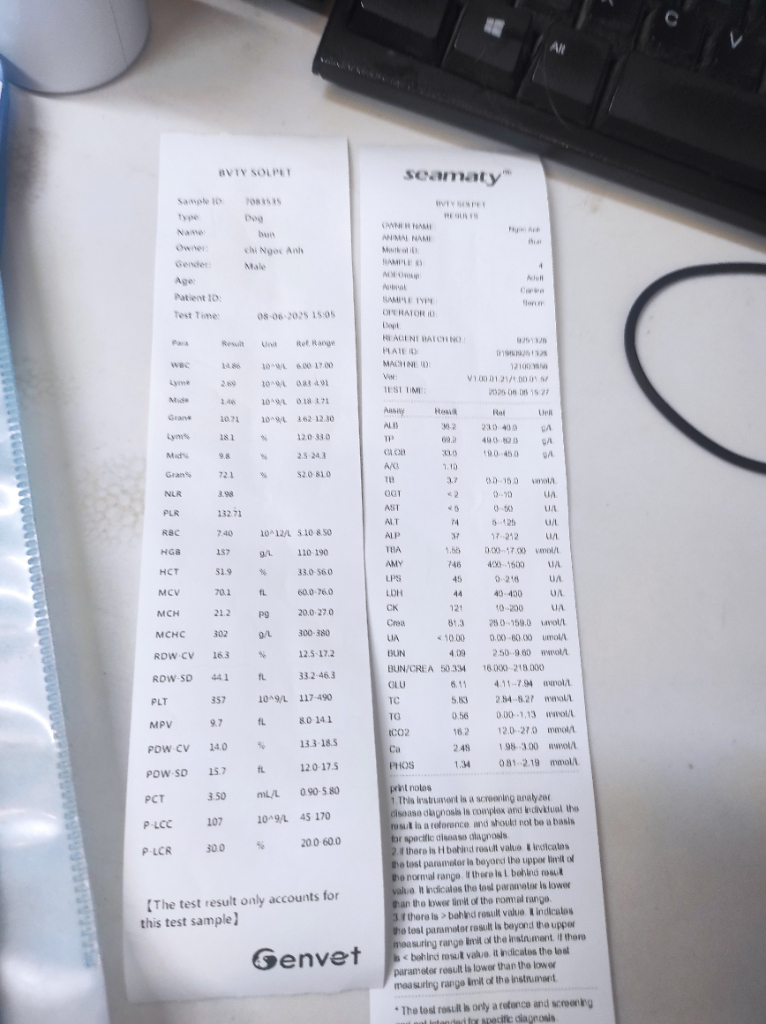 Alt
C
V
BVTY SOLPET
Sample ID: 7083535
Type: Dog
Name: bun
Owner: chi Ngoc Anh
Gender: Male
Age:
Patient ID:
Test Time: 08-06-2025 15:05
Para Result Unit Ref. Range
WBC 14.86 10^9/L 6.00-17.00
Lym# 2.69 10^9/L 0.83-4.91
Mid# 1.46 10^9/L 0.18-3.71
Gran# 10.71 10^9/L 3.62-12.30
Lym% 18.1 % 12.0-33.0
Mid% 9.8 % 2.5-24.3
Gran% 72.1 % 52.0-81.0
NLR 3.98
PLR 132.71
RBC 7.40 10^12/L 5.10-8.50
HGB 157 g/L 110-190
HCT 51.9 % 33.0-56.0
MCV 70.1 fL 60.0-76.0
MCH 21.2 pg 20.0-27.0
MCHC 302 g/L 300-380
RDW-CV 16.3 % 12.5-17.2
RDW-SD 44.1 fL 33.2-46.3
PLT 357 10^9/L 117-490
MPV 9.7 fL 8.0-14.1
PDW-CV 14.0 % 13.3-18.5
PDW-SD 15.7 fL 12.0-17.5
PCT 3.50 mL/L 0.90-5.80
P-LCC 107 10^9/L 45-170
P-LCR 30.0 % 20.0-60.0
【The test result only accounts for
this test sample】
Genvet
seamaty
BVTY SOLPET
RESULTS
OWNER NAME: Ngoc Anh
ANIMAL NAME: Bun
Medical ID:
SAMPLE ID: 4
AGE/Group: Adult
Animal: Canine
SAMPLE TYPE: Serum
OPERATOR ID:
Dept.
REAGENT BATCH NO.:
PLATE ID:
MACHINE ID:
Ver:
TEST TIME: 2025-06-08 15:27
Assay Result Ref Unit
ALB 36.2 23.0--40.0 g/L
TP 69.2 49.0--82.0 g/L
GLOB 33.0 19.0--45.0 g/L
A/G 1.10
TB 3.7 0.0--15.0 umol/L
GGT <2 0--10 U/L
AST <5 0--50 U/L
ALT 74 5--125 U/L
ALP 37 17--212 U/L
TBA 1.55 0.00--17.00 umol/L
AMY 746 400--1500 U/L
LPS 45 0--216 U/L
LDH 44 40--400 U/L
CK 121 10--200 U/L
Crea 81.3 28.0--159.0 umol/L
UA <10.00 0.00--60.00 umol/L
BUN 4.09 2.50--9.60 mmol/L
BUN/CREA 50.334 16.000--218.000
GLU 6.11 4.11--7.94 mmol/L
TC 5.63 2.84--8.27 mmol/L
TG 0.56 0.00--1.13 mmol/L
tCO2 16.2 12.0--27.0 mmol/L
Ca 2.48 1.98--3.00 mmol/L
PHOS 1.34 0.81--2.19 mmol/L
print notes
1.This instrument is a screening analyzer.
disease diagnosis is complex and individual. the
result is a reference. and should not be a basis
for specific disease diagnosis.
2.if there is H behind result value. it indicates
the test parameter is beyond the upper limit of
the normal range. if there is L behind result
value. it indicates the test parameter is lower
than the lower limit of the normal range.
3.if there is > behind result value. it indicates
the test parameter result is beyond the upper
measuring range limit of the instrument. if there
is < behind result value. it indicates the test
parameter result is lower than the lower
measuring range limit of the instrument.
* The test result is only a refence and screening
and not intended for specific diagnosis.